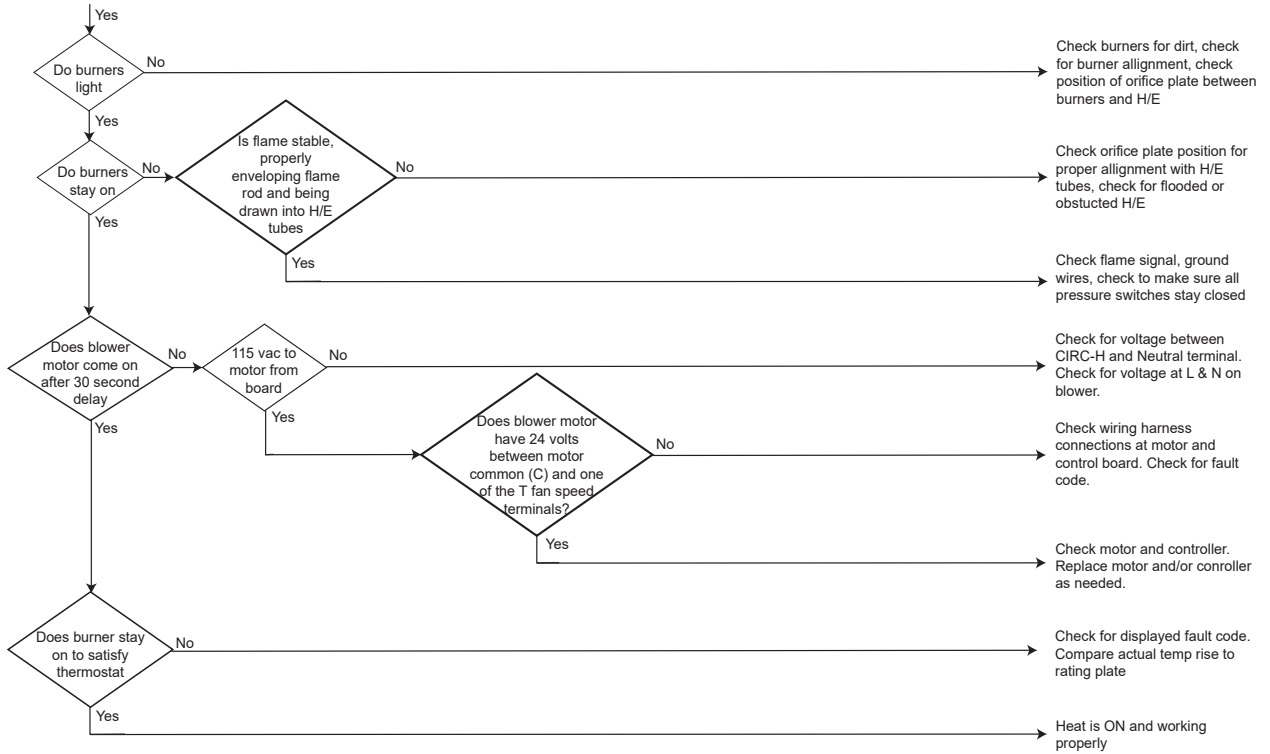 Yes
Do burners
light
No
Check burners for dirt, check
for burner allignment, check
position of orifice plate between
burners and H/E
Yes
Do burners
stay on
No
Is flame stable,
properly
enveloping flame
rod and being
drawn into H/E
tubes
No
Check orifice plate position for
proper allignment with H/E
tubes, check for flooded or
obstucted H/E
Yes
Yes
Check flame signal, ground
wires, check to make sure all
pressure switches stay closed
Does blower
motor come on
after 30 second
delay
No
115 vac to
motor from
board
No
Check for voltage between
CIRC-H and Neutral terminal.
Check for voltage at L & N on
blower.
Yes
Yes
Does blower motor
have 24 volts
between motor
common (C) and one
of the T fan speed
terminals?
No
Check wiring harness
connections at motor and
control board. Check for fault
code.
Yes
Check motor and controller.
Replace motor and/or conroller
as needed.
Does burner stay
on to satisfy
thermostat
No
Check for displayed fault code.
Compare actual temp rise to
rating plate
Yes
Heat is ON and working
properly